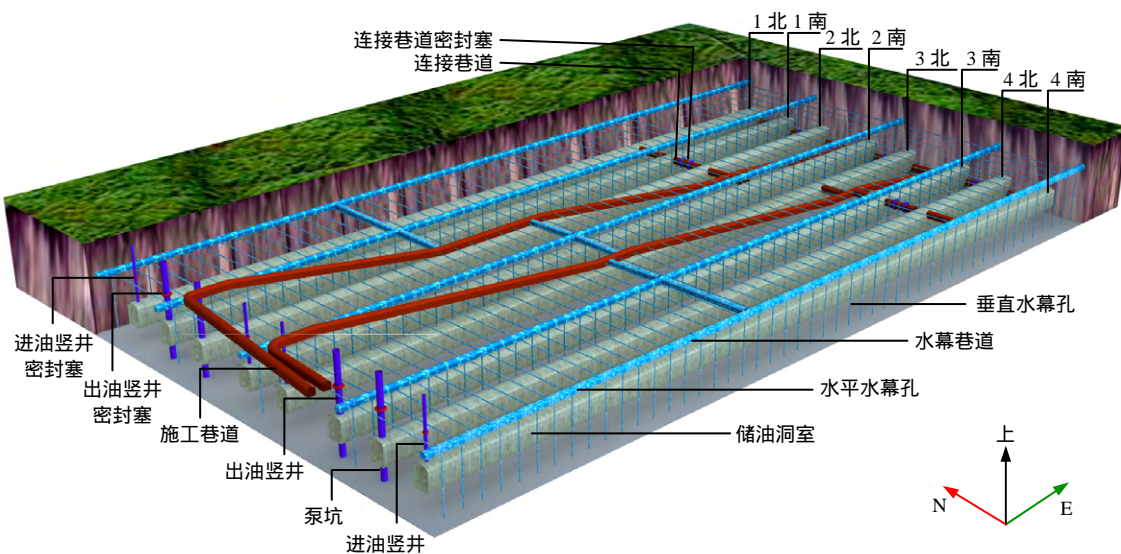 1 北
1 南
2 北
2 南
3 北
3 南
4 北
4 南
连接巷道密封塞
连接巷道
垂直水幕孔
水幕巷道
水平水幕孔
储油洞室
进油竖井
密封塞
出油竖井
密封塞
施工巷道
出油竖井
泵坑
进油竖井
上
N
E